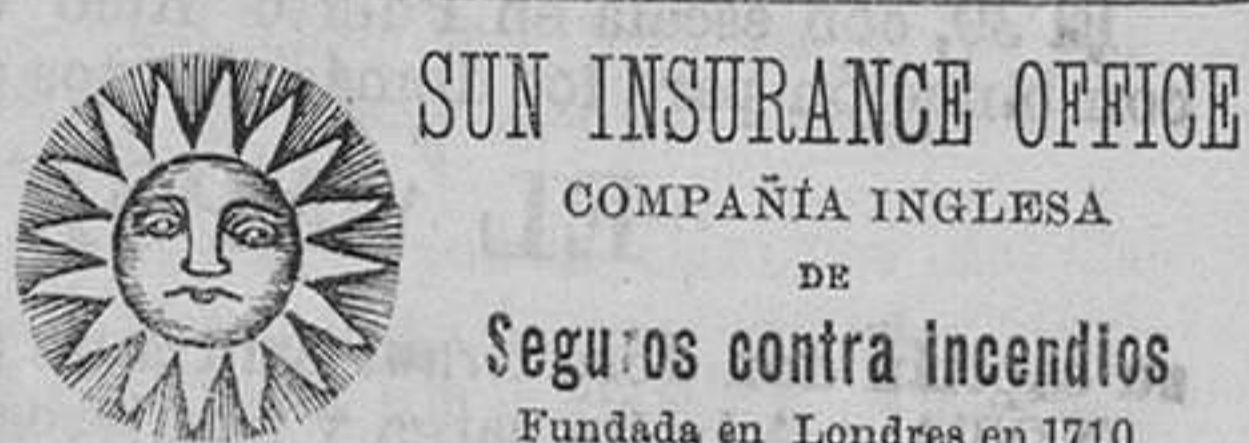 SUN INSURANCE OFFICE
COMPAÑÍA INGLESA
DE
Seguros contra incendios
Fundada en Londres en 1710